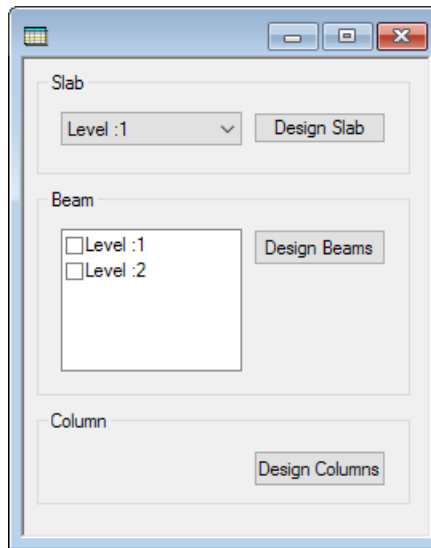 Slab
Level :1
Design Slab
Beam
Level :1
Level :2
Design Beams
Column
Design Columns